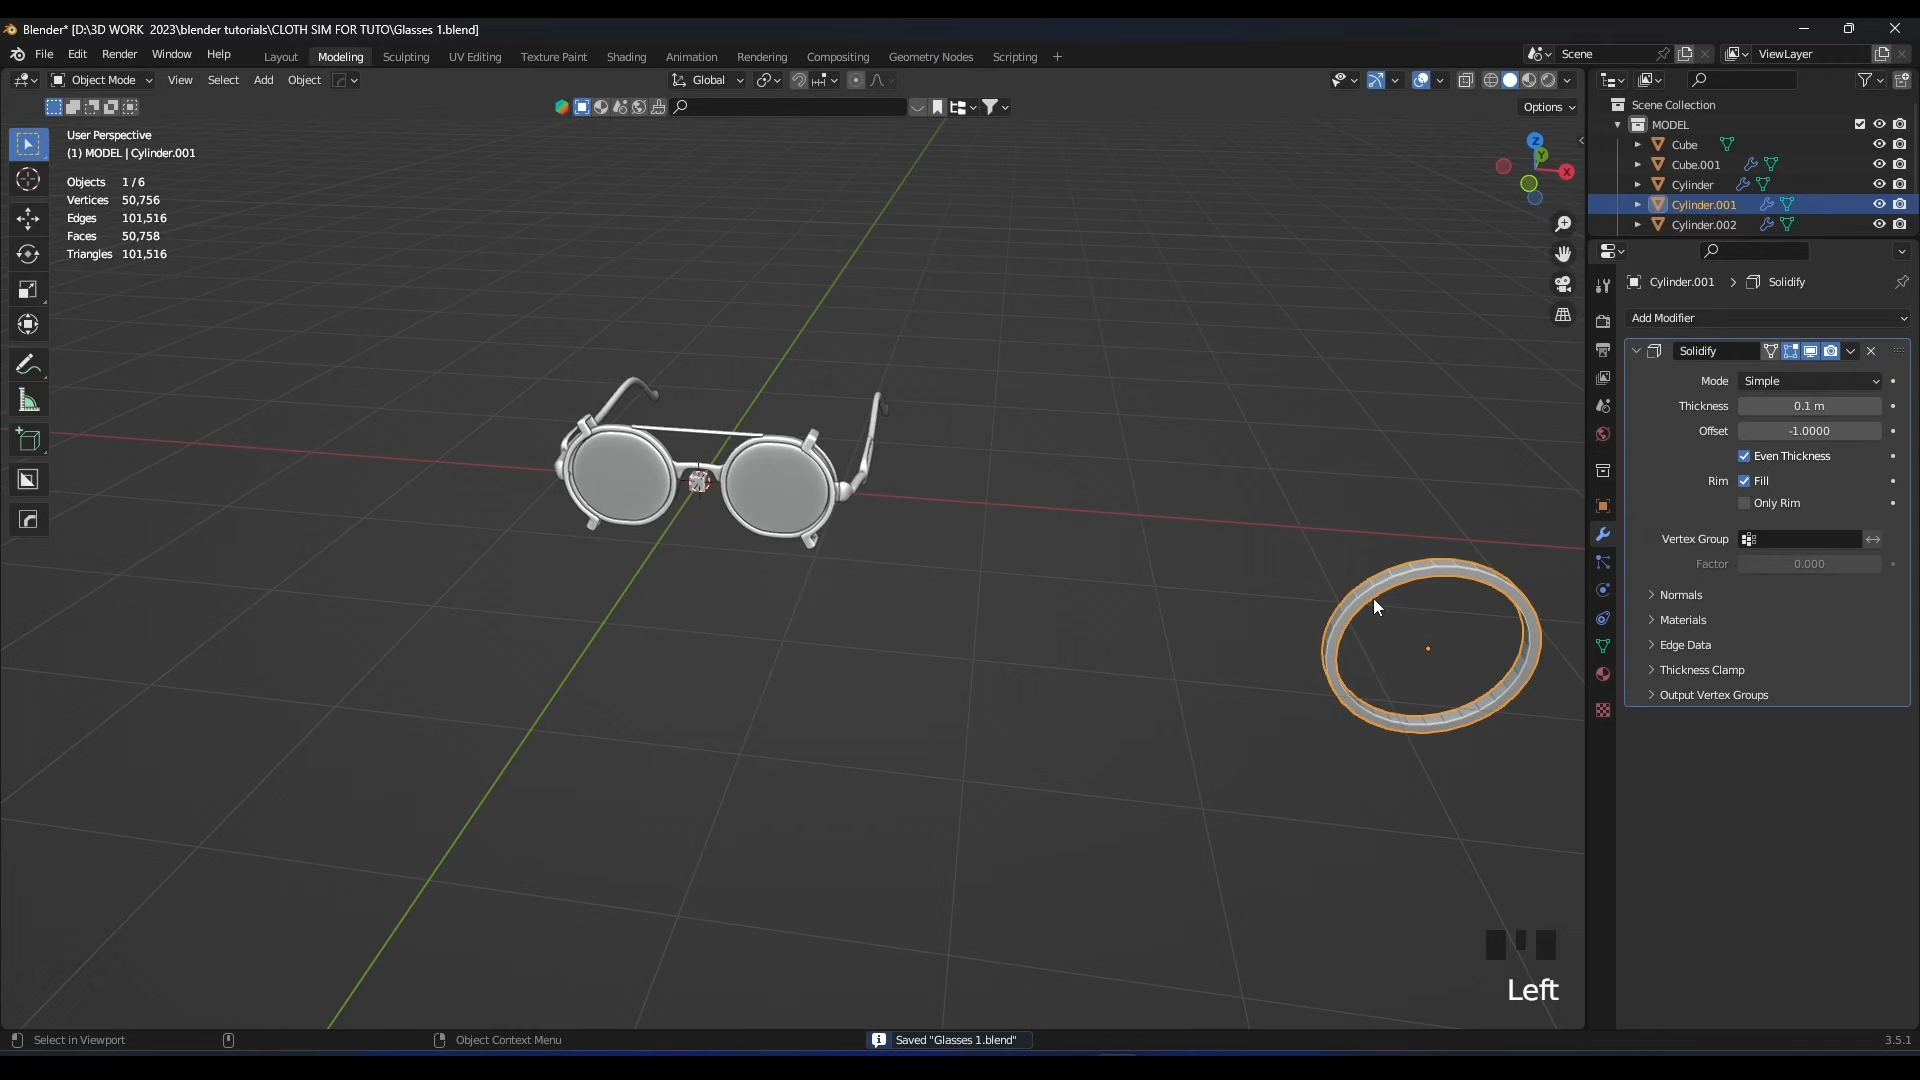 Blender* [D:\3D WORK  2023\blender tutorials\CLOTH SIM FOR TUTO\Glasses 1.blend]
File Edit Render Window Help Layout Modeling Sculpting UV Editing Texture Paint Shading Animation Rendering Compositing Geometry Nodes Scripting + Scene ViewLayer
Object Mode View Select Add Object Global
Options
User Perspective
(1) MODEL | Cylinder.001
Objects 1/6
Vertices 50,756
Edges 101,516
Faces 50,758
Triangles 101,516
Z
Y
X
Scene Collection
MODEL
Cube
Cube.001
Cylinder
Cylinder.001
Cylinder.002
Cylinder.001 > Solidify
Add Modifier
Solidify
Mode Simple
Thickness 0.1 m
Offset -1.0000
Even Thickness
Rim Fill
Only Rim
Vertex Group
Factor 0.000
Normals
Materials
Edge Data
Thickness Clamp
Output Vertex Groups
Left
Select in Viewport Object Context Menu Saved "Glasses 1.blend" 3.5.1